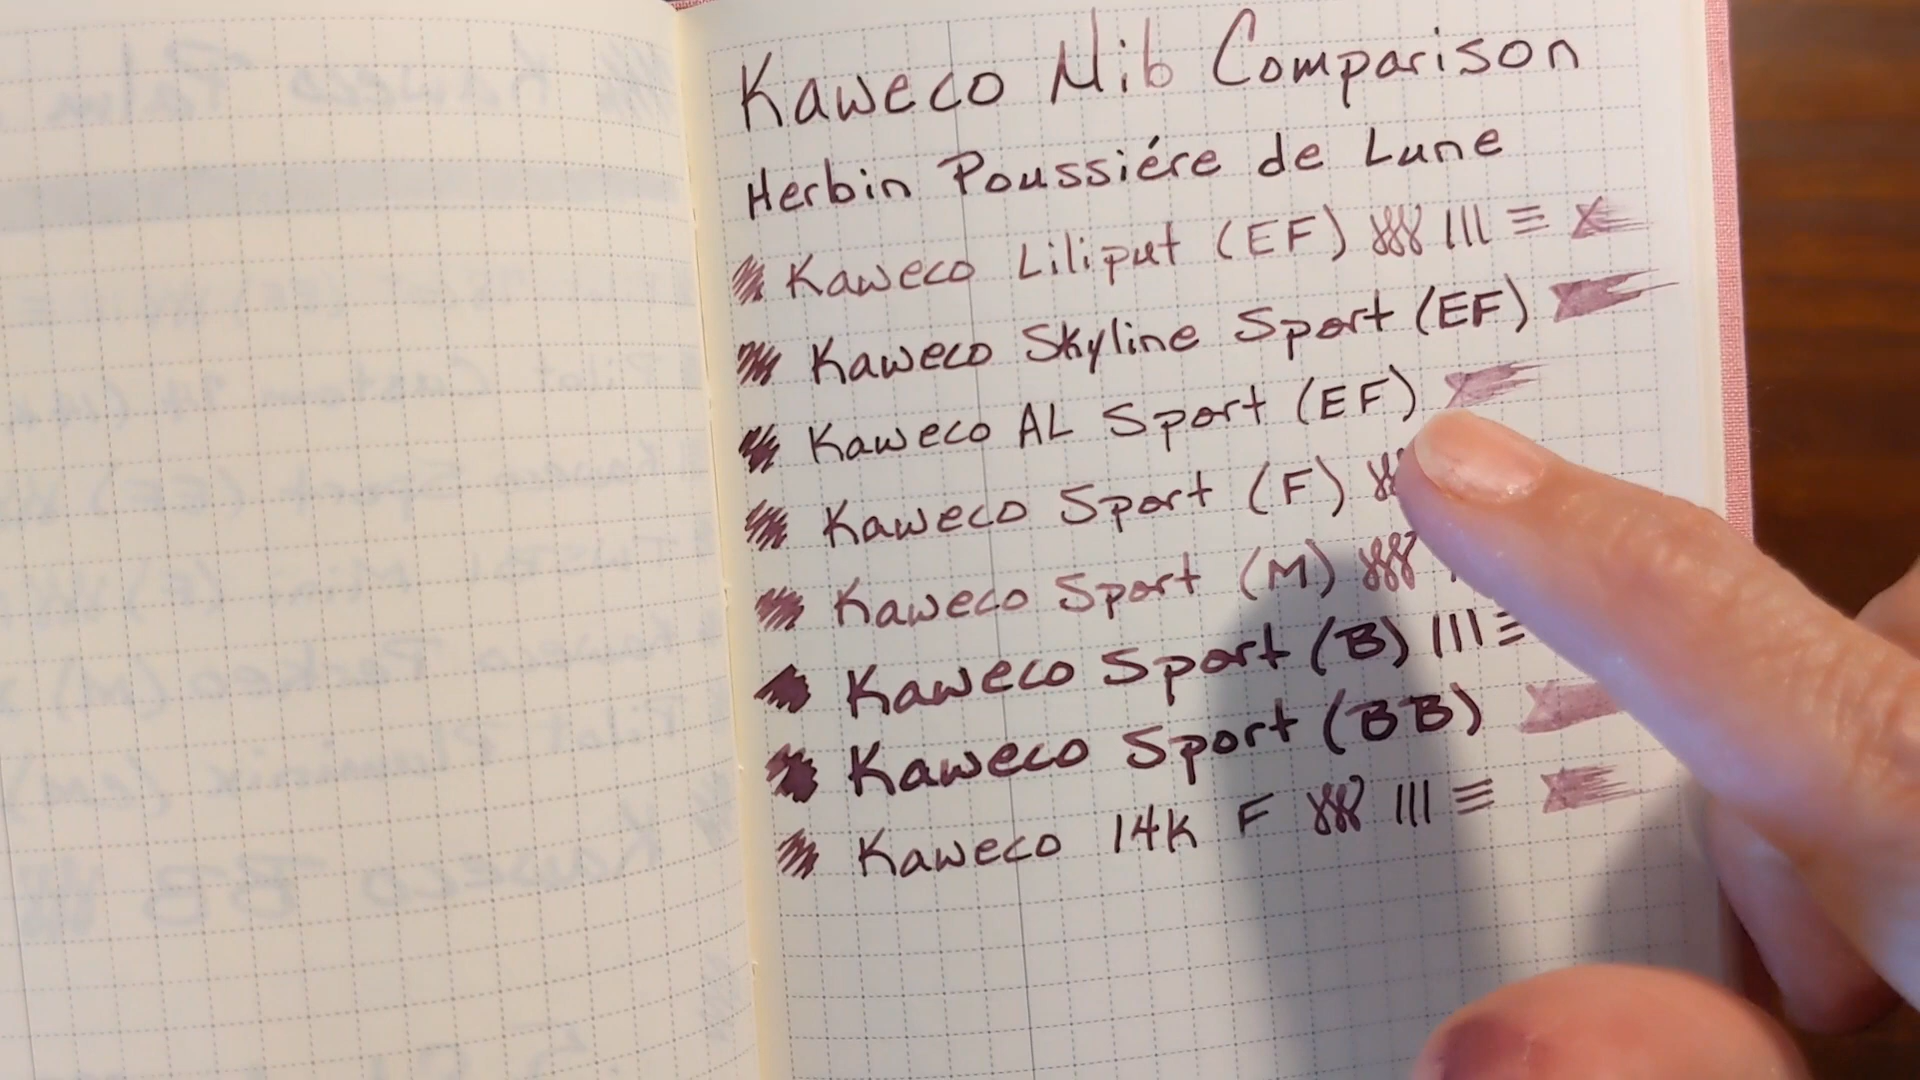 Kaweco Nib Comparison
Herbin Poussiére de Lune
Kaweco Liliput (EF)
Kaweco Skyline Sport (EF)
Kaweco AL Sport (EF)
Kaweco Sport (F)
Kaweco Sport (M)
Kaweco Sport (B)
Kaweco Sport (BB)
Kaweco 14K F